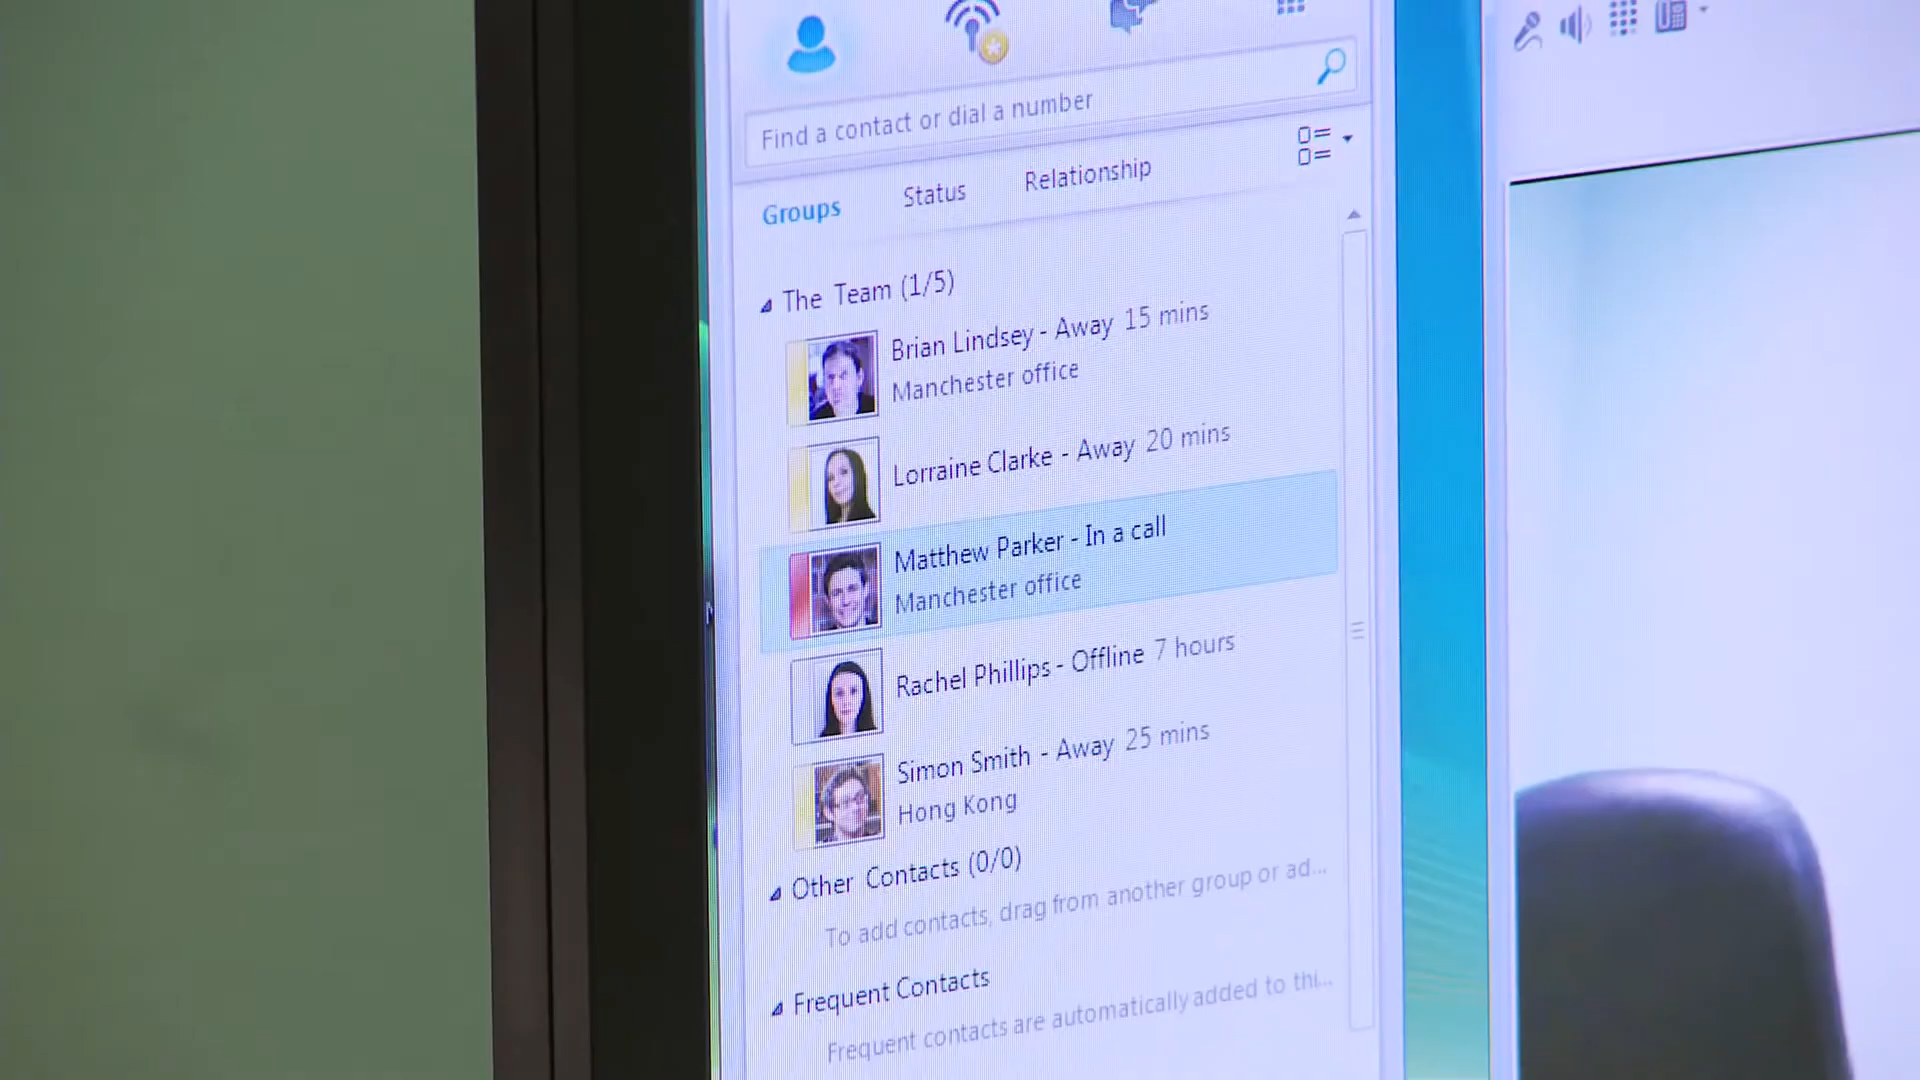 Find a contact or dial a number
Groups Status Relationship
The Team (1/5)
Brian Lindsey - Away 15 mins
Manchester office
Lorraine Clarke - Away 20 mins
Matthew Parker - In a call
Manchester office
Rachel Phillips - Offline 7 hours
Simon Smith - Away 25 mins
Hong Kong
Other Contacts (0/0)
To add contacts, drag from another group or ad...
Frequent Contacts
Frequent contacts are automatically added to thi...